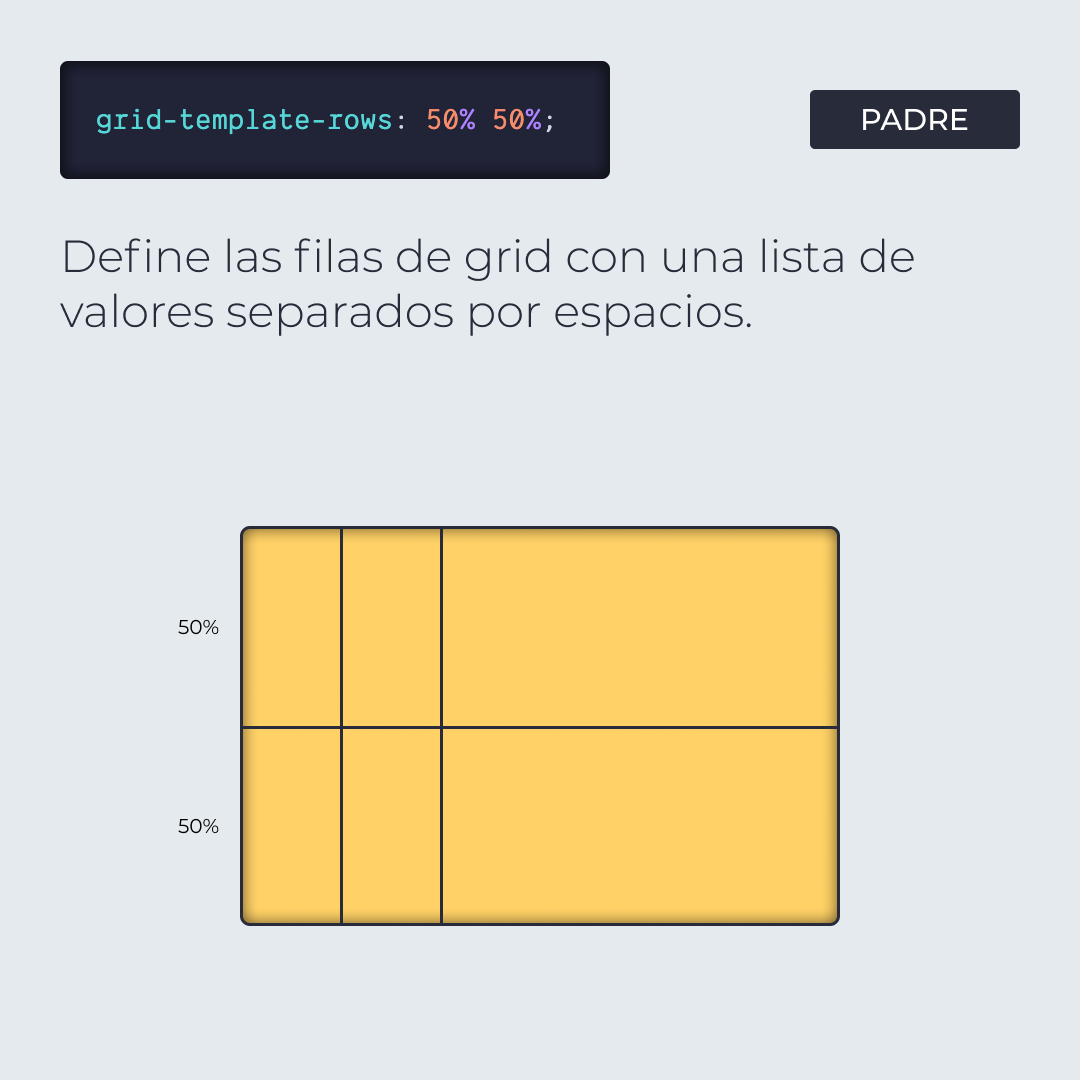 grid-template-rows: 50% 50%;
PADRE
Define las filas de grid con una lista de
valores separados por espacios.
50%
50%